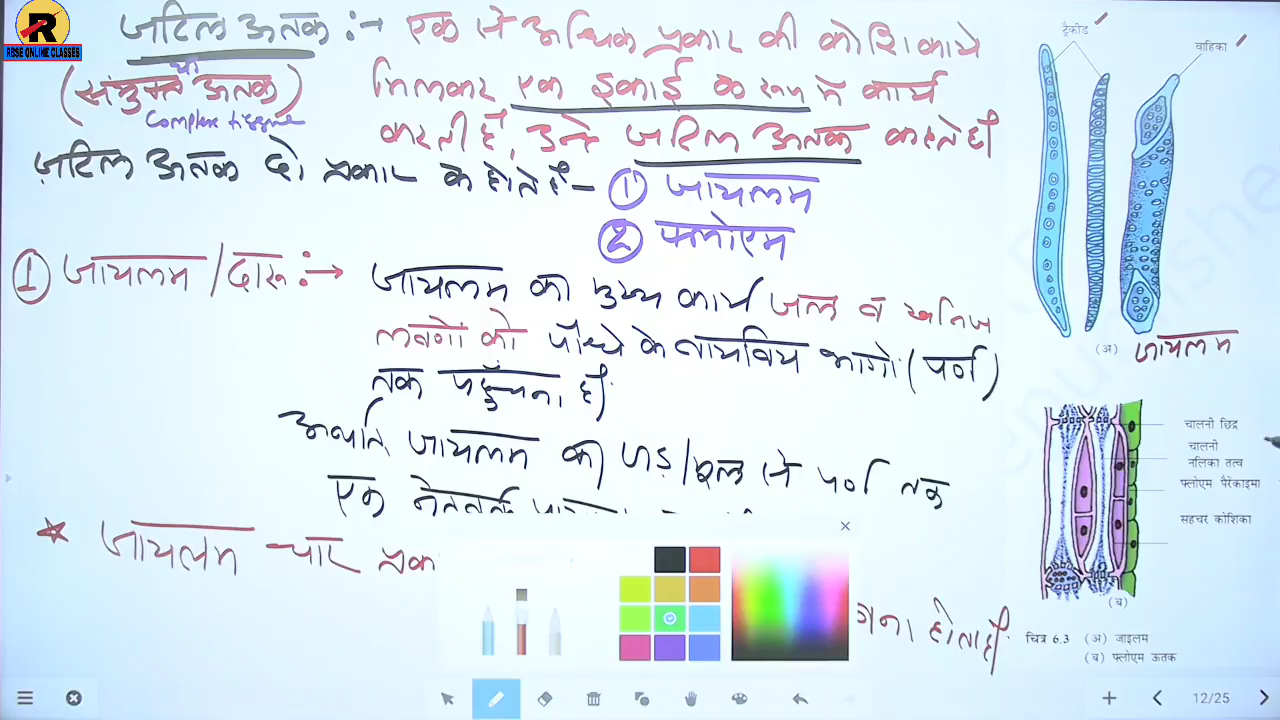 RBSE ONLINE CLASSES
जटिल ऊतक :→ एक से अधिक प्रकार की कोशिकायें
या
(संयुक्त ऊतक) मिलकर एक इकाई के रूप में कार्य
Complex tissue
करती हैं, उन्हें जटिल ऊतक कहते हैं
जटिल ऊतक दो प्रकार के होते हैं – ① जायलम
② फ्लोएम
① जायलम / दारू :→ जायलम का मुख्य कार्य जल व खनिज
लवणों को पौधे के वायविय भागों (पर्ण)
तक पहुँचाना है।
अर्थात् जायलम की जड़/मूल से पर्ण तक
एक नेटवर्क
* जायलम चार प्रका
होता है।
ट्रैकीड
वाहिका
(अ) जायलम
चालनी छिद्र
चालनी
नलिका तत्व
फ्लोएम पैरेंकाइमा
सहचर कोशिका
(ब)
चित्र 6.3 (अ) जाइलम
(ब) फ्लोएम ऊतक
12/25